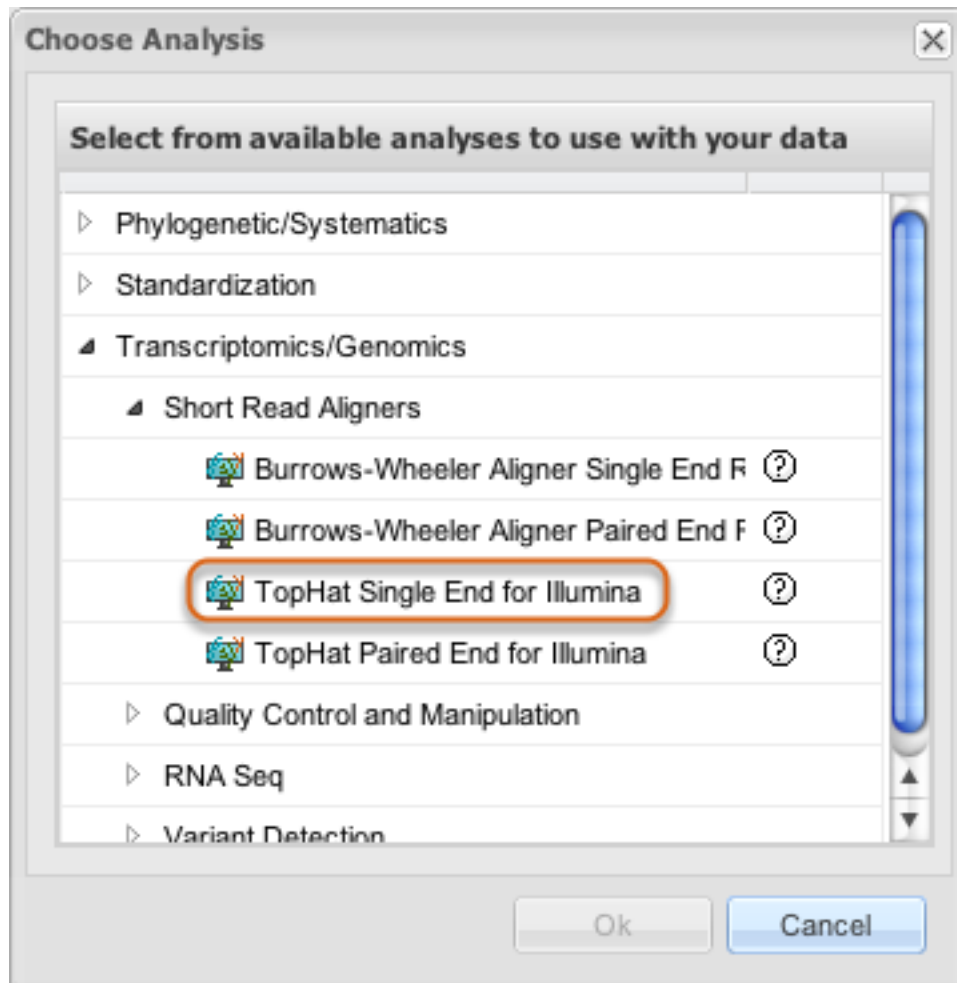 Choose Analysis
Select from available analyses to use with your data
Phylogenetic/Systematics
Standardization
Transcriptomics/Genomics
Short Read Aligners
Burrows-Wheeler Aligner Single End R
Burrows-Wheeler Aligner Paired End
TopHat Single End for Illumina
TopHat Paired End for Illumina
Quality Control and Manipulation
RNA Seq
Variant Detection
Ok
Cancel